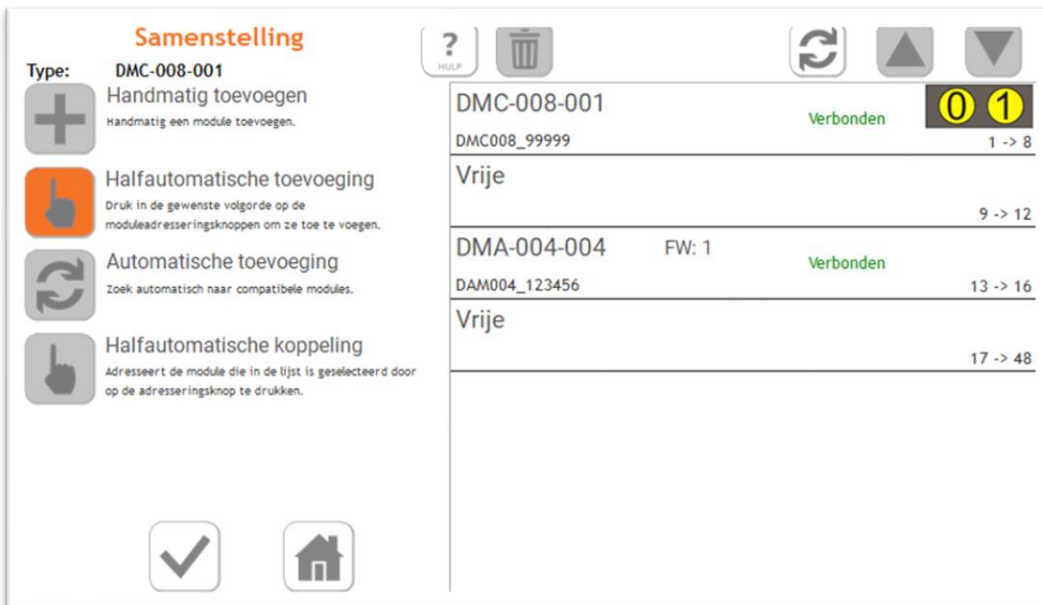 Samenstelling
Type: DMC-008-001
Handmatig toevoegen
Handmatig een module toevoegen.
Halfautomatische toevoeging
Druk in de gewenste volgorde op de
moduleadresseringsknoppen om ze toe te voegen.
Automatische toevoeging
Zoek automatisch naar compatibele modules.
Halfautomatische koppeling
Adresseert de module die in de lijst is geselecteerd door
op de adresseringsknop te drukken.
?
HULP
DMC-008-001
Verbonden
0 1
DMC008_99999
1 -> 8
Vrije
9 -> 12
DMA-004-004 FW: 1
Verbonden
DAM004_123456
13 -> 16
Vrije
17 -> 48